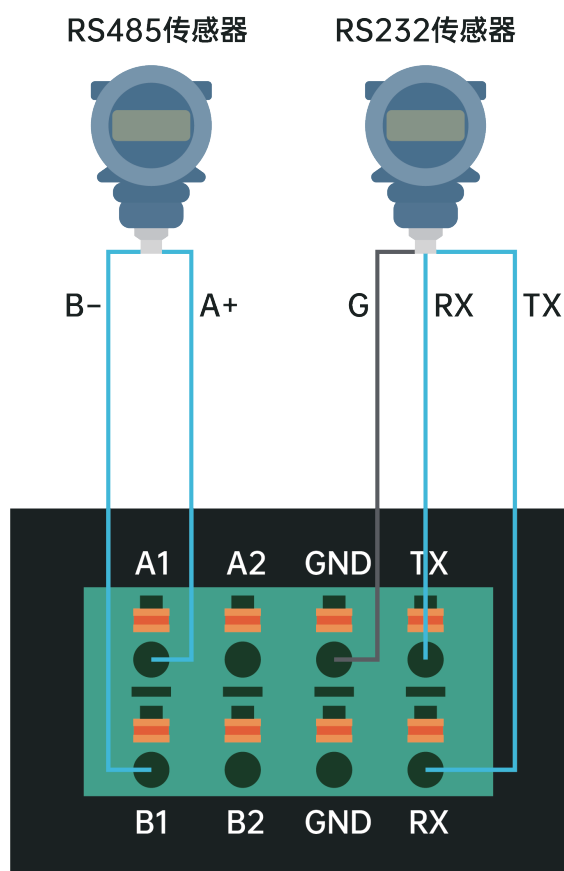 RS485传感器 RS232传感器
B- A+ G RX TX
A1 A2 GND TX
B1 B2 GND RX